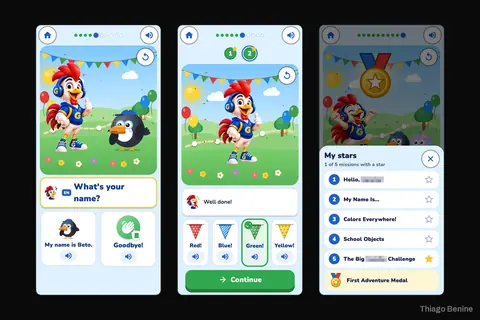 EN
What's your
name?
My name is Beto.
Goodbye!
1
2
Well done!
Red!
Blue!
Green!
Yellow!
→ Continue
My stars
1 of 5 missions with a star
1 Hello,
2 My Name Is...
3 Colors Everywhere!
4 School Objects
5 The Big Challenge
First Adventure Medal
Thiago Benine